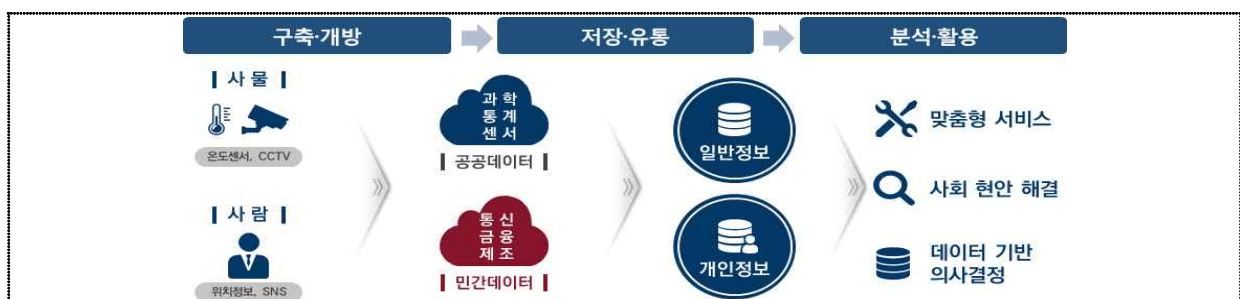 구축·개방
저장·유통
분석·활용
사 물
온도센서, CCTV
사 람
위치정보, SNS
과 학
통 계
센 서
공공데이터
통 신
금 융
제 조
민간데이터
일반정보
개인정보
맞춤형 서비스
사회 현안 해결
데이터 기반
의사결정